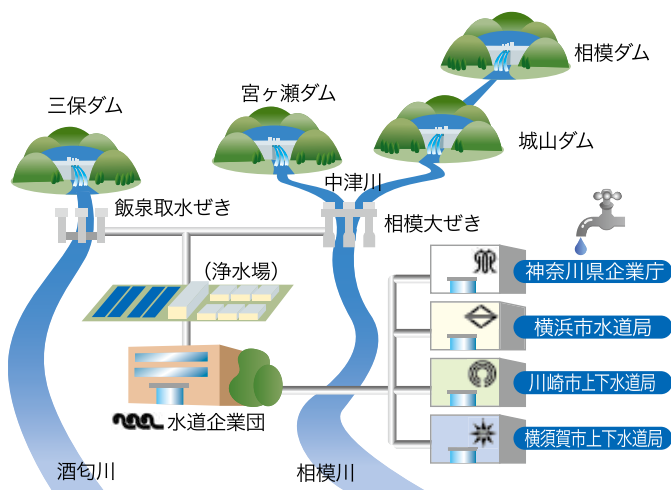 相模ダム
宮ヶ瀬ダム
三保ダム
城山ダム
中津川
飯泉取水ぜき
相模大ぜき
（浄水場）
神奈川県企業庁
横浜市水道局
川崎市上下水道局
水道企業団
横須賀市上下水道局
酒匂川
相模川